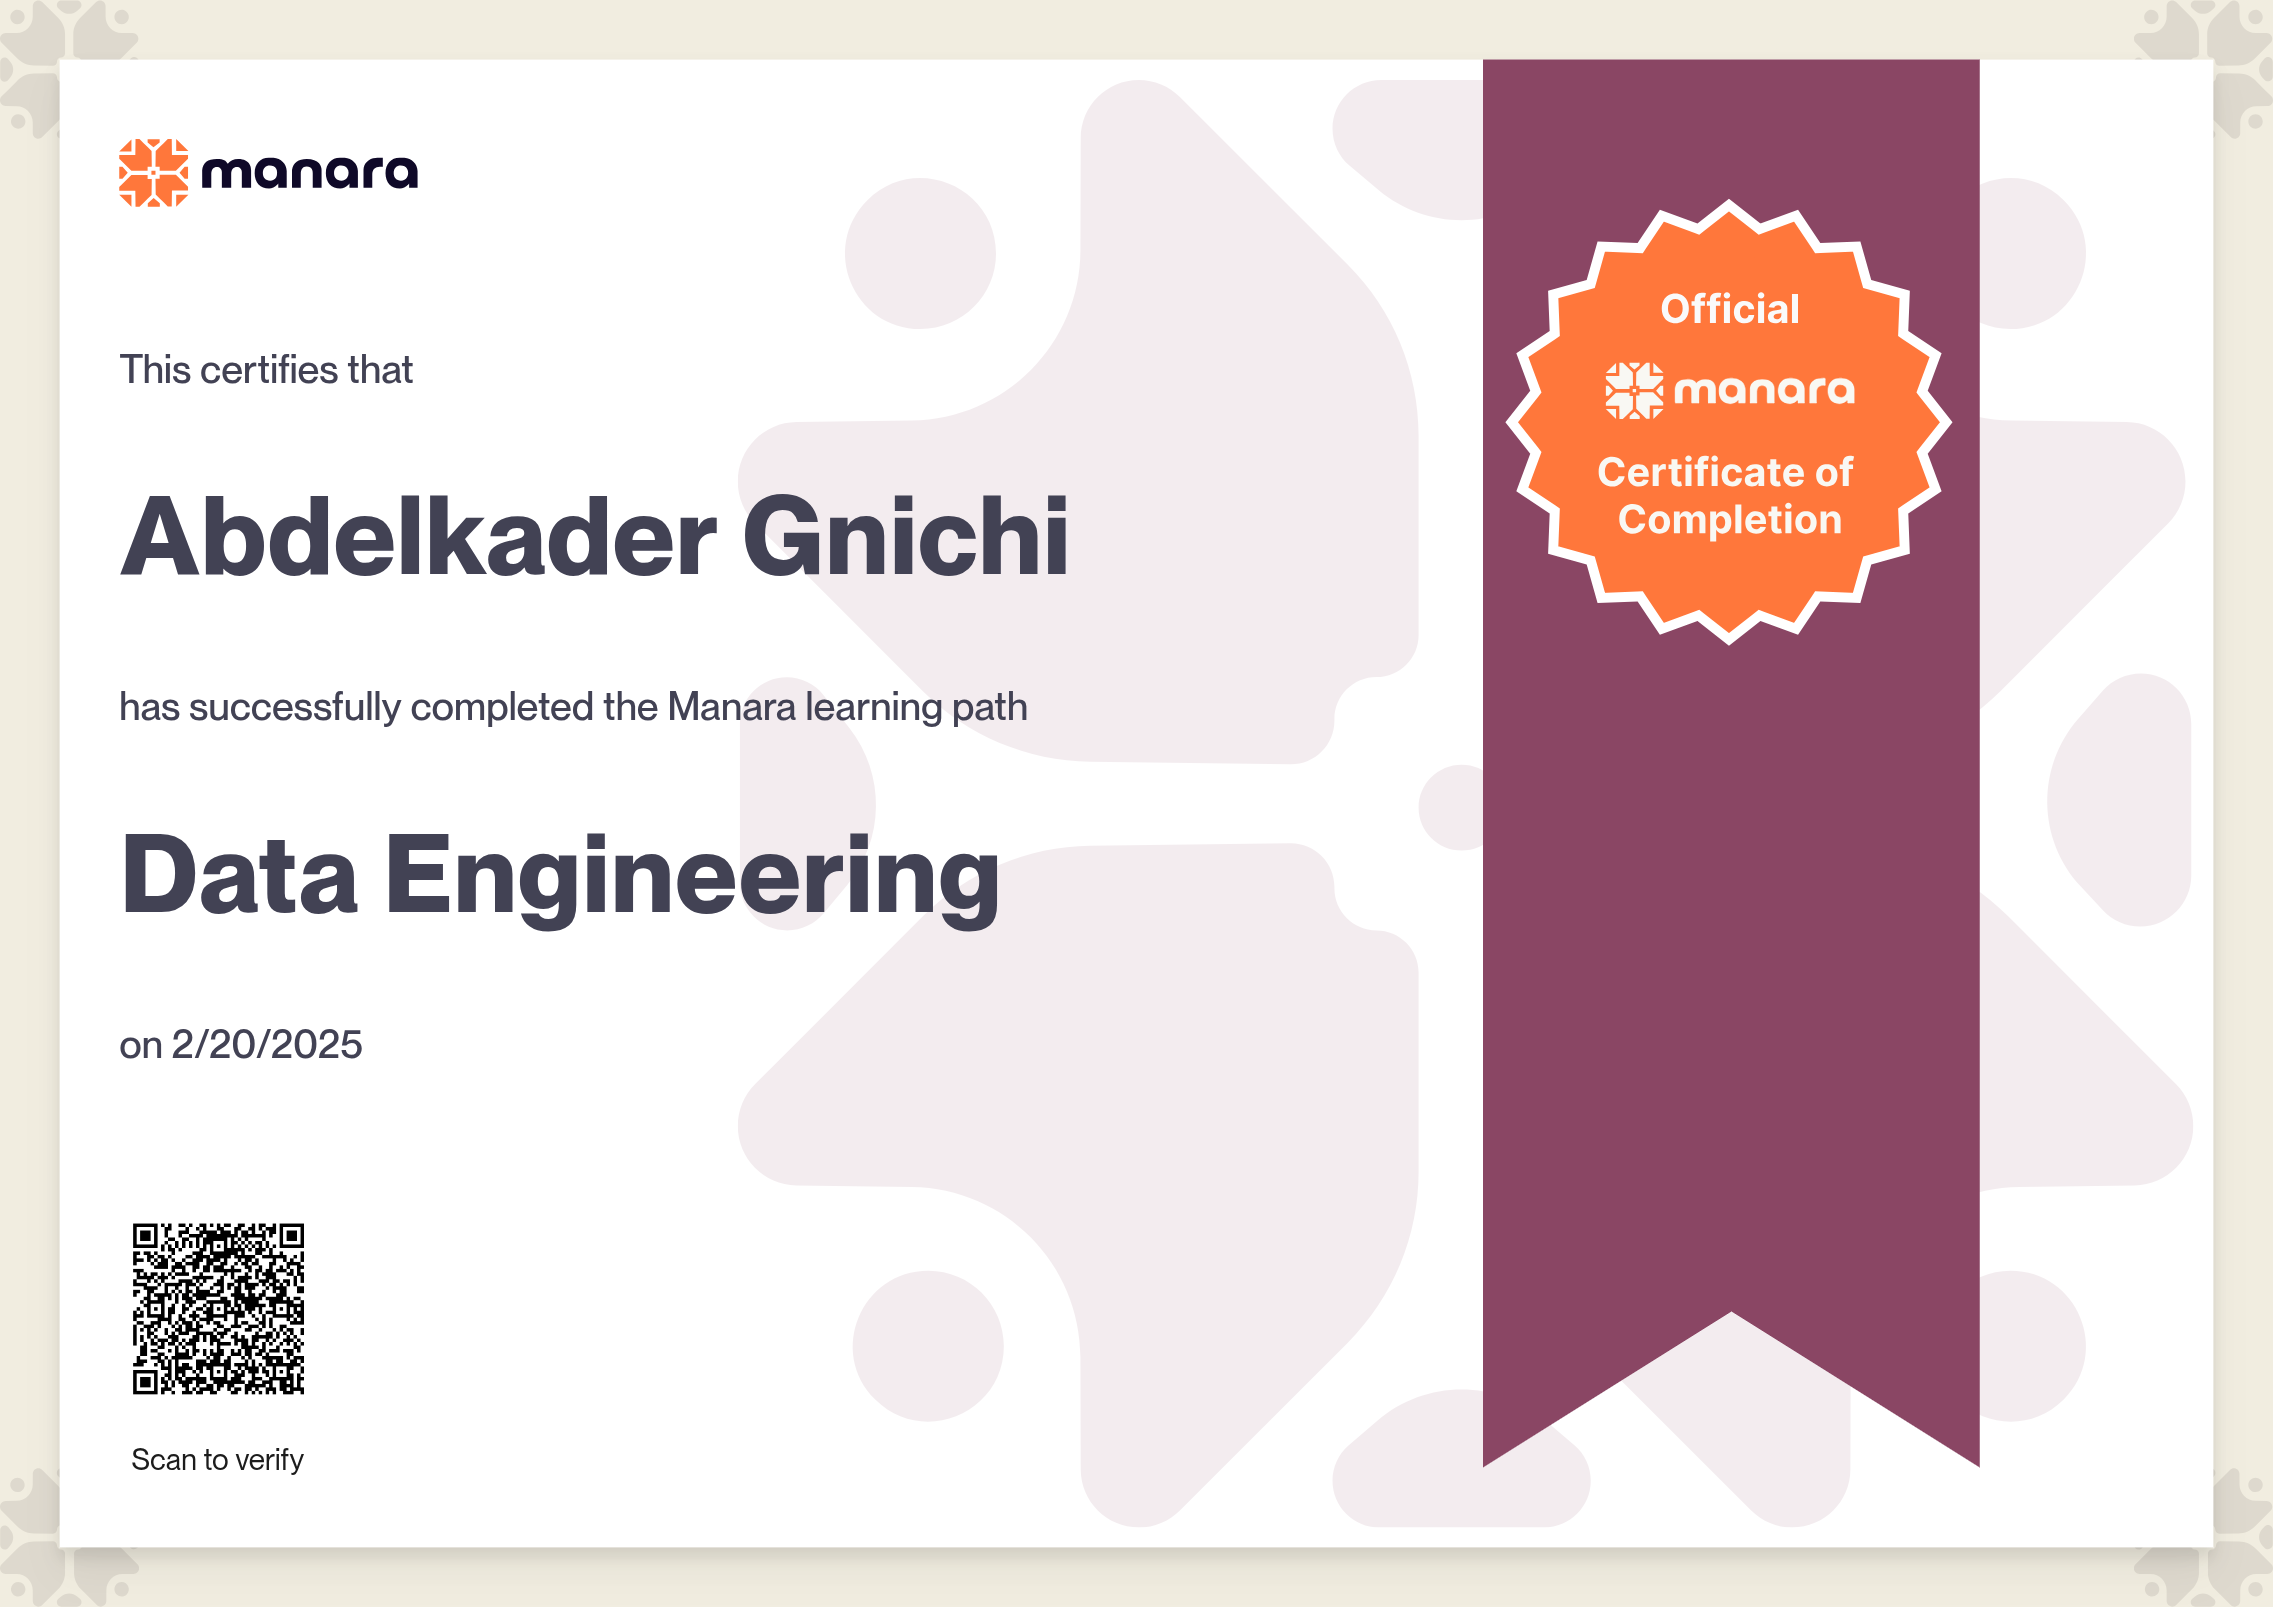 manara
This certifies that
Abdelkader Gnichi
has successfully completed the Manara learning path
Data Engineering
on 2/20/2025
Scan to verify
Official
manara
Certificate of
Completion